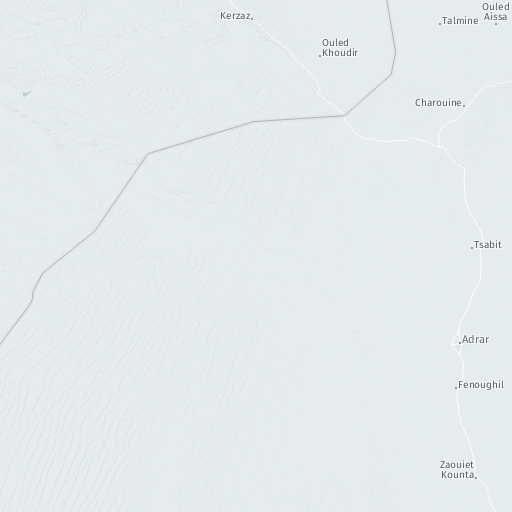 Kerzaz
Ouled
Khoudir
Talmine
Ouled
Aissa
Charouine
Tsabit
Adrar
Fenoughil
Zaouiet
Kounta